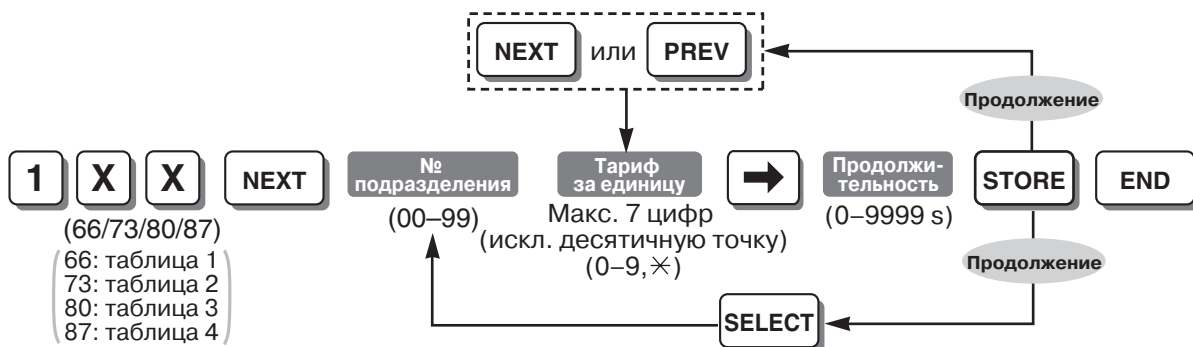 NEXT или PREV
Продолжение
1 X X NEXT
№
подразделения
Тариф
за единицу
➡
Продолжи-
тельность
STORE
END
(66/73/80/87)
(00–99)
Макс. 7 цифр
(искл. десятичную точку)
(0–9,✳)
(0–9999 s)
66: таблица 1
73: таблица 2
80: таблица 3
87: таблица 4
Продолжение
SELECT